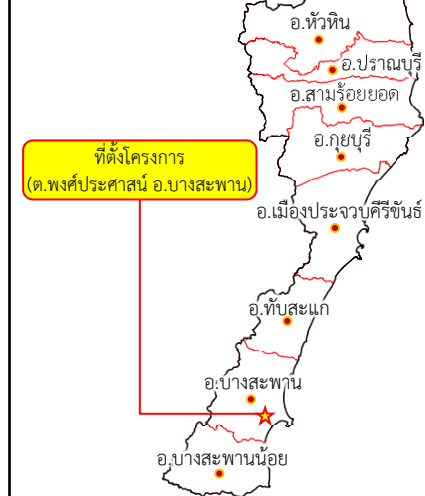 อ.หัวหิน
อ.ปราณบุรี
อ.สามร้อยยอด
อ.กุยบุรี
ที่ตั้งโครงการ
(ต.พงศ์ประศาสน์ อ.บางสะพาน)
อ.เมืองประจวบคีรีขันธ์
อ.ทับสะแก
อ.บางสะพาน
อ.บางสะพานน้อย